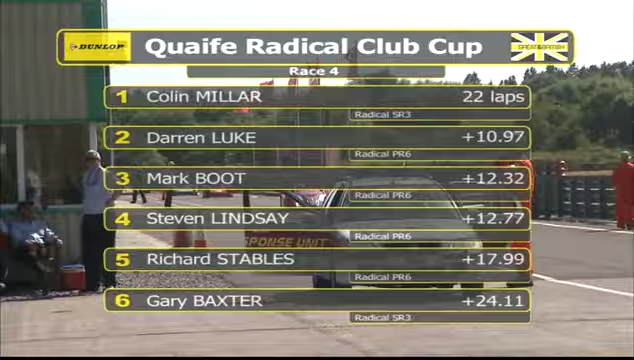 DUNLOP
Quaife Radical Club Cup
GREAT&BRITISH
Race 4
1 Colin MILLAR 22 laps
Radical SR3
2 Darren LUKE +10.97
Radical PR6
3 Mark BOOT +12.32
Radical PR6
4 Steven LINDSAY +12.77
Radical PR6
5 Richard STABLES +17.99
Radical PR6
6 Gary BAXTER +24.11
Radical SR3
SPONSE UNIT